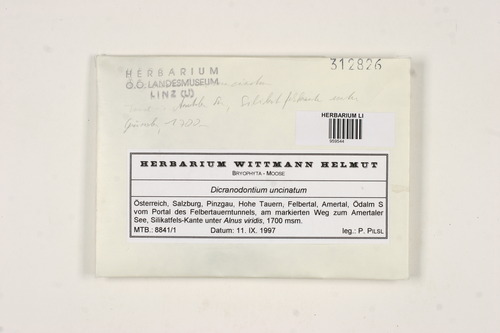 312826
HERBARIUM
O.Ö. LANDESMUSEUM
LINZ (LI)
1700
HERBARIUM LI
HERBARIUM WITTMANN HELMUT
BRYOPHYTA - MOOSE
Dicranodontium uncinatum
Österreich, Salzburg, Pinzgau, Hohe Tauern, Felbertal, Amertal, Ödalm S
vom Portal des Felbertauerntunnels, am markierten Weg zum Amertaler
See, Silikatfels-Kante unter Alnus viridis, 1700 msm.
MTB.: 8841/1 Datum: 11. IX. 1997 leg.: P. PILSL